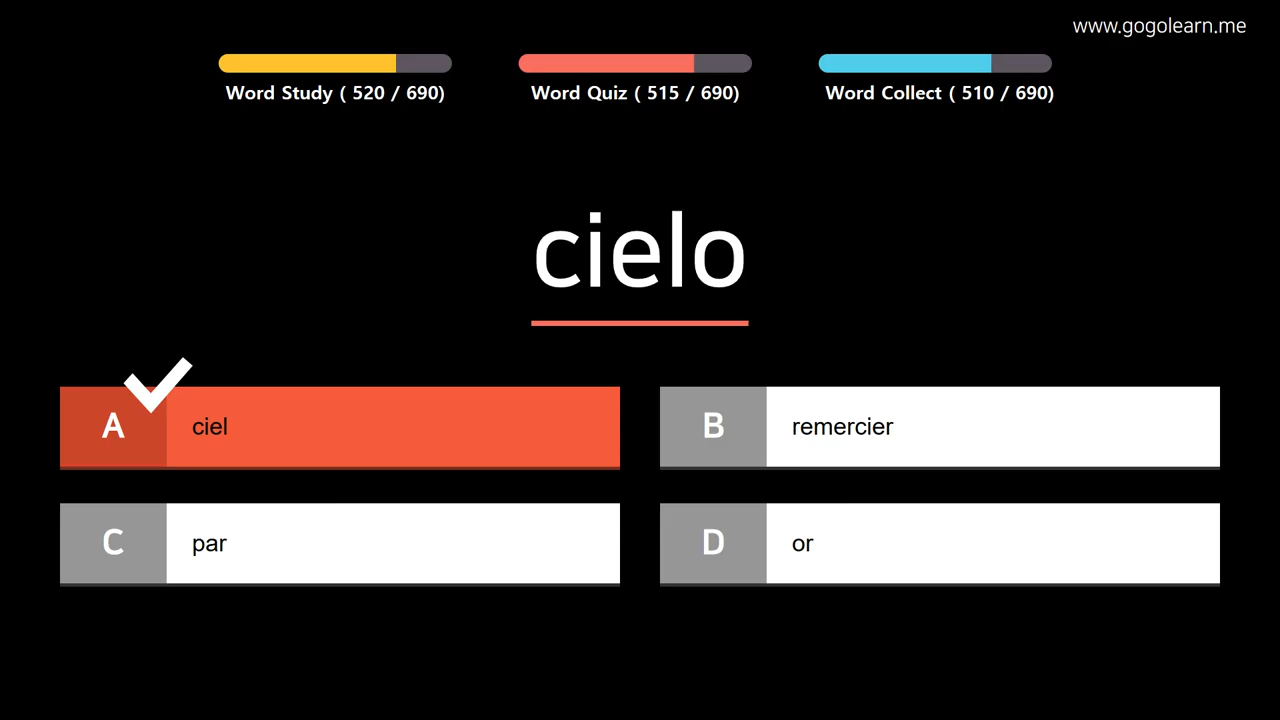 www.gogolearn.me
Word Study ( 520 / 690)
Word Quiz ( 515 / 690)
Word Collect ( 510 / 690)
cielo
A ciel
B remercier
C par
D or